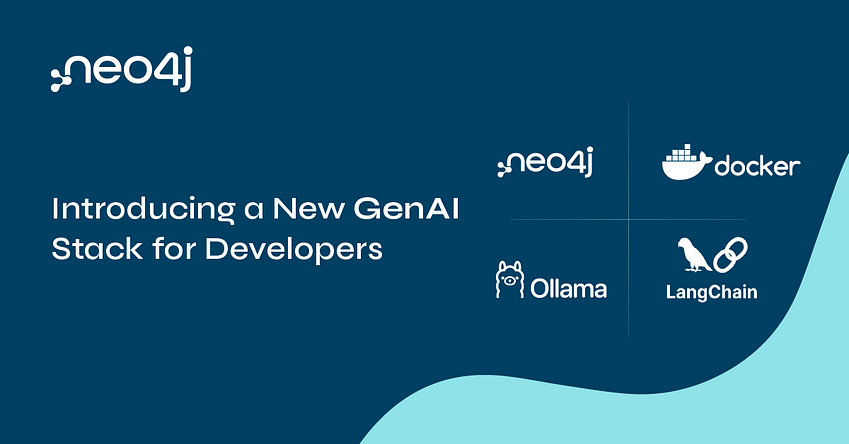 neo4j
Introducing a New GenAI
Stack for Developers
neo4j
docker
Ollama
LangChain